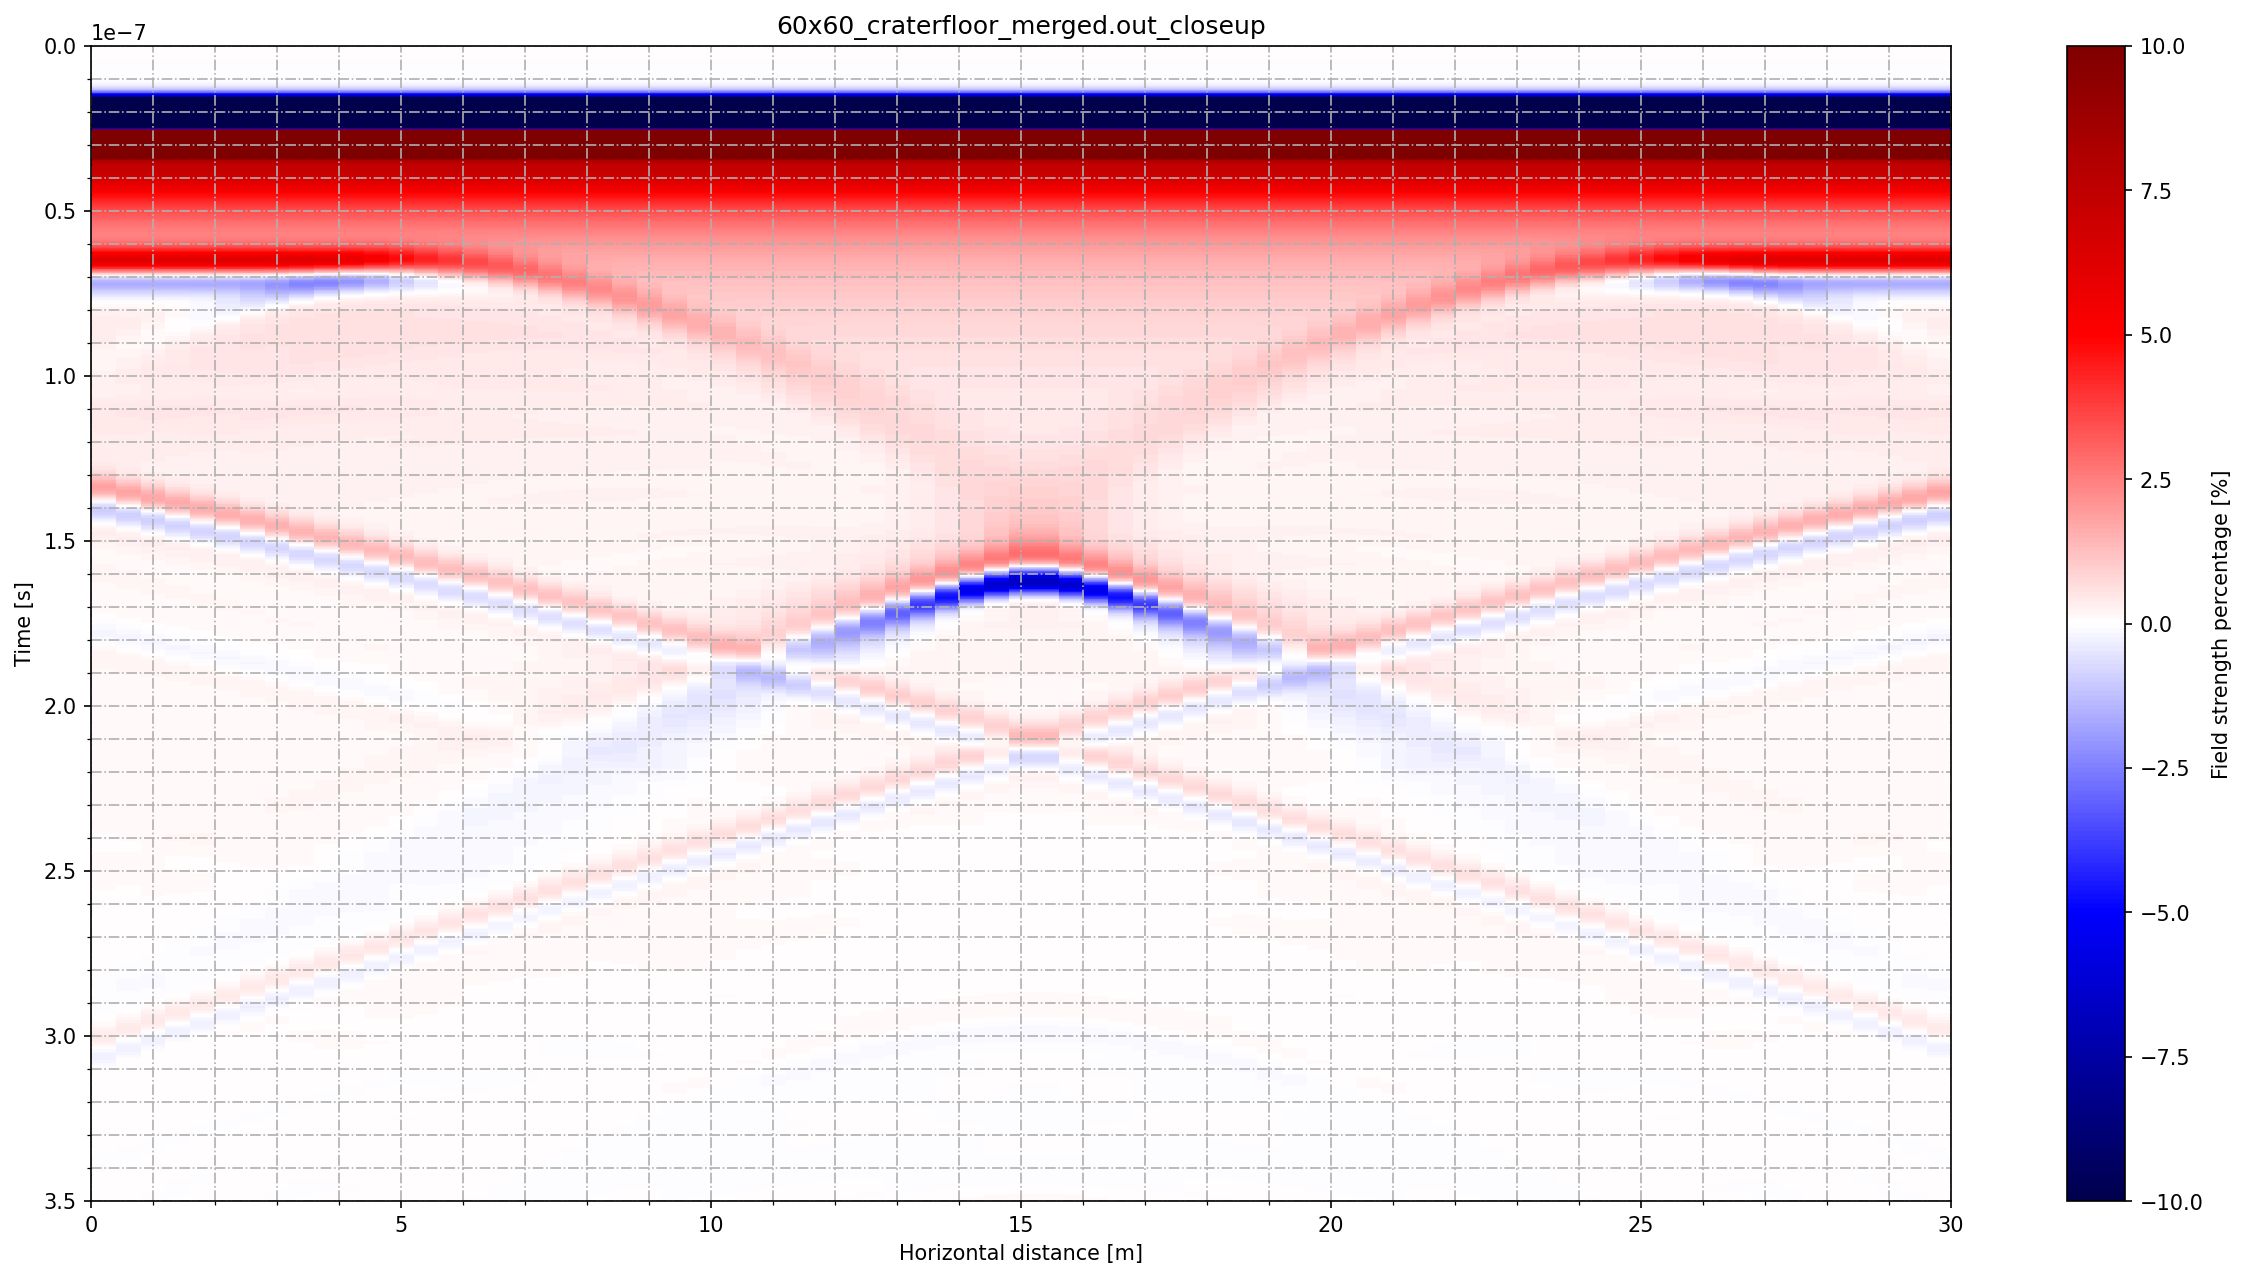 60x60_craterfloor_merged.out_closeup
1e−7
0.0
0.5
1.0
1.5
2.0
2.5
3.0
3.5
Time [s]
0 5 10 15 20 25 30
Horizontal distance [m]
10.0
7.5
5.0
2.5
0.0
−2.5
−5.0
−7.5
−10.0
Field strength percentage [%]